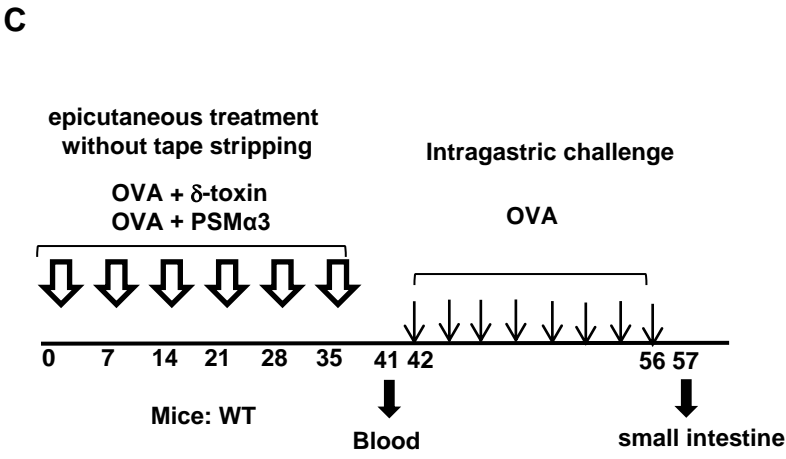 C
epicutaneous treatment
without tape stripping
OVA + δ-toxin
OVA + PSMα3
Intragastric challenge
OVA
0 7 14 21 28 35 41 42 56 57
Mice: WT
Blood
small intestine